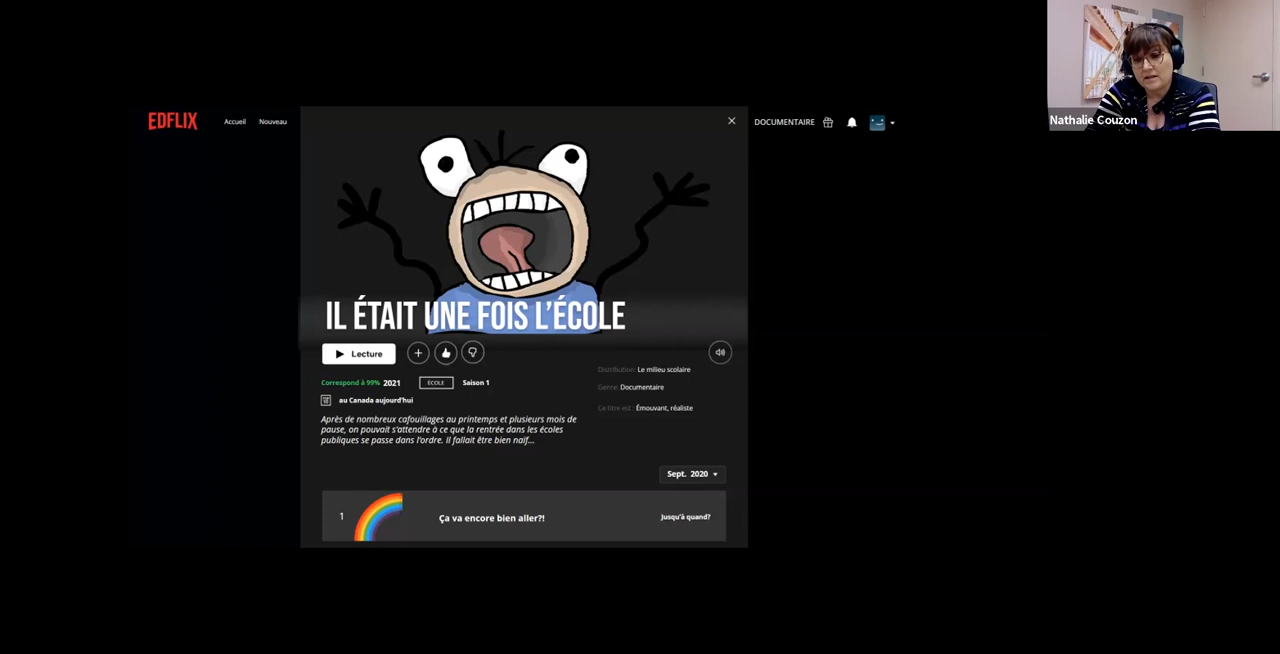 Nathalie Couzon
EDFLIX
Accueil
Nouveau
DOCUMENTAIRE
IL ÉTAIT UNE FOIS L'ÉCOLE
Lecture
Correspond à 99% 2021 ÉCOLE Saison 1
au Canada aujourd'hui
Après de nombreux cafouillages au printemps et plusieurs mois de
pause, on pouvait s'attendre à ce que la rentrée dans les écoles
publiques se passe dans l'ordre. Il fallait être bien naïf...
Distribution: Le milieu scolaire
Genre: Documentaire
Ce titre est : Émouvant, réaliste
Sept. 2020
1 Ça va encore bien aller?! Jusqu'à quand?